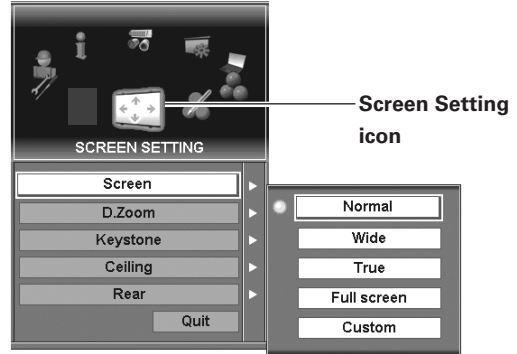 Screen Setting
icon
SCREEN SETTING
Screen
D.Zoom
Keystone
Ceiling
Rear
Quit
Normal
Wide
True
Full screen
Custom